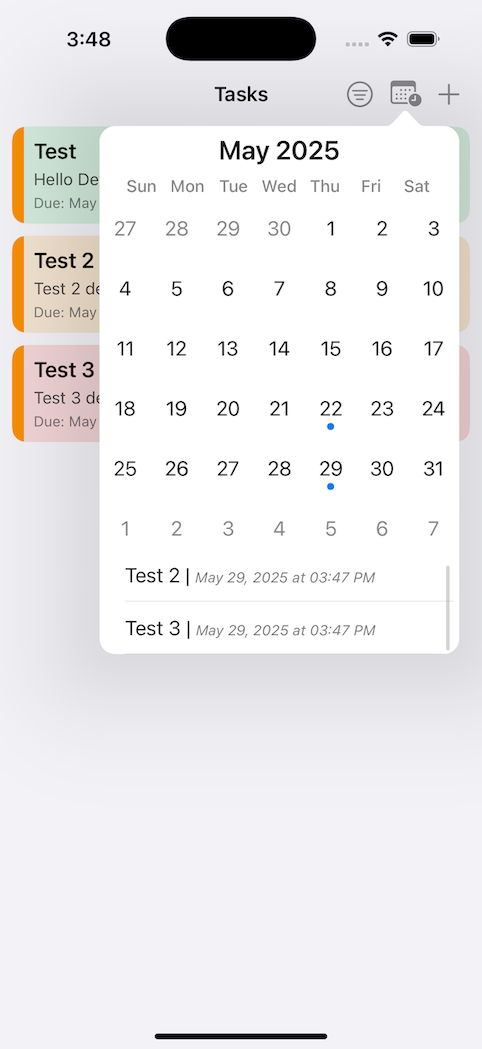 3:48
Tasks
Test
Hello De
Due: May
Test 2
Test 2 de
Due: May
Test 3
Test 3 de
Due: May
May 2025
Sun Mon Tue Wed Thu Fri Sat
27 28 29 30 1 2 3
4 5 6 7 8 9 10
11 12 13 14 15 16 17
18 19 20 21 22 23 24
25 26 27 28 29 30 31
1 2 3 4 5 6 7
Test 2 | May 29, 2025 at 03:47 PM
Test 3 | May 29, 2025 at 03:47 PM